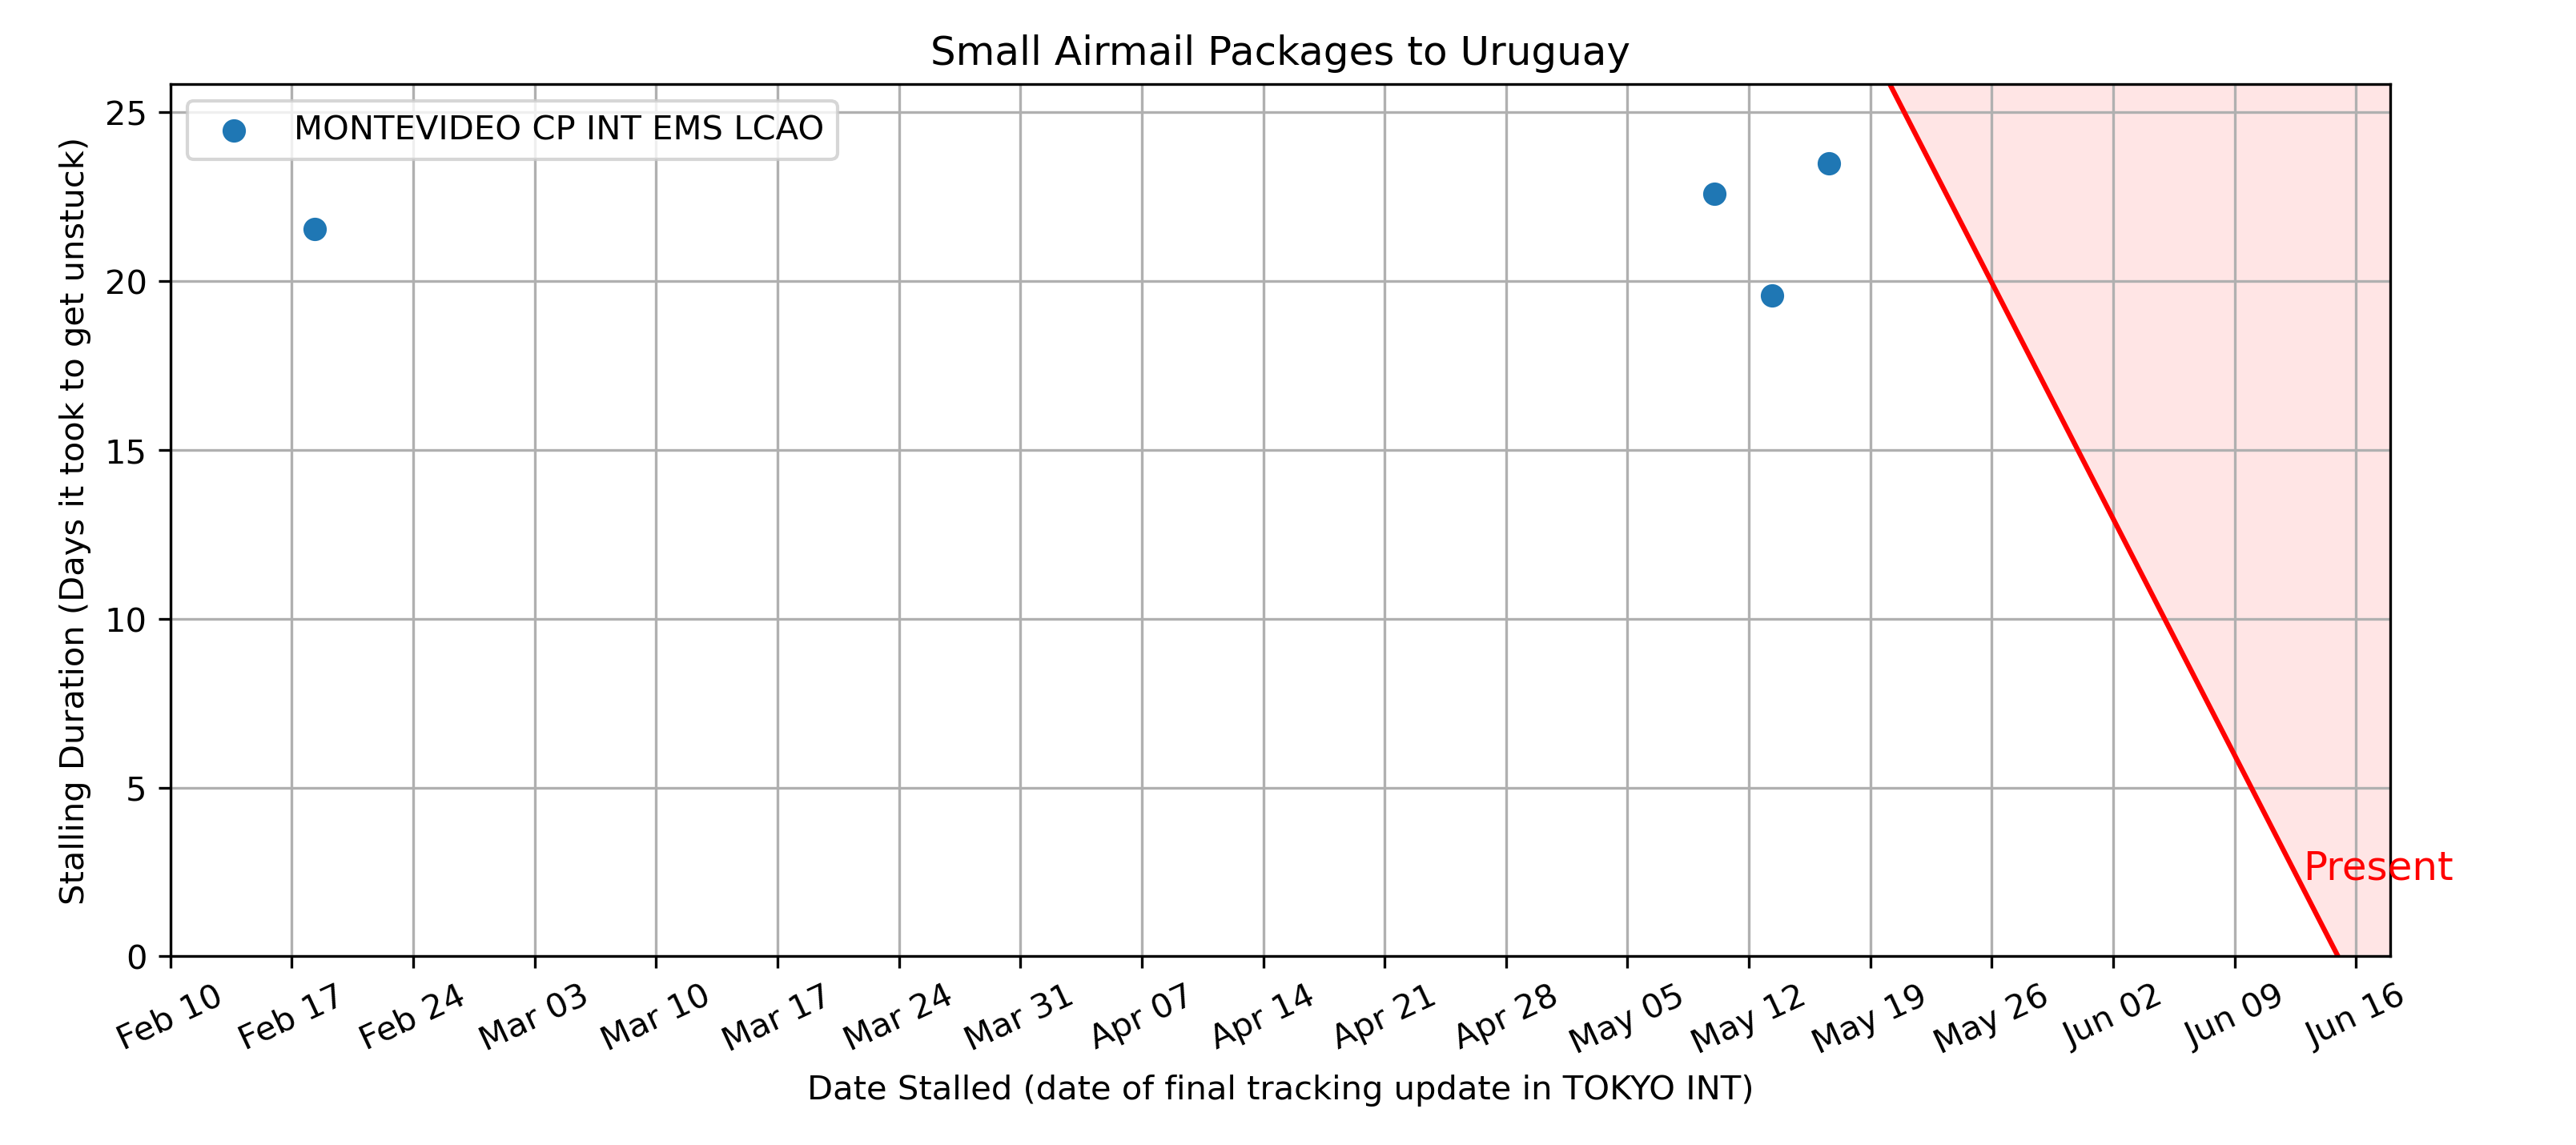 Small Airmail Packages to Uruguay
MONTEVIDEO CP INT EMS LCAO
Stalling Duration (Days it took to get unstuck)
25
20
15
10
5
0
Present
Feb 10
Feb 17
Feb 24
Mar 03
Mar 10
Mar 17
Mar 24
Mar 31
Apr 07
Apr 14
Apr 21
Apr 28
May 05
May 12
May 19
May 26
Jun 02
Jun 09
Jun 16
Date Stalled (date of final tracking update in TOKYO INT)